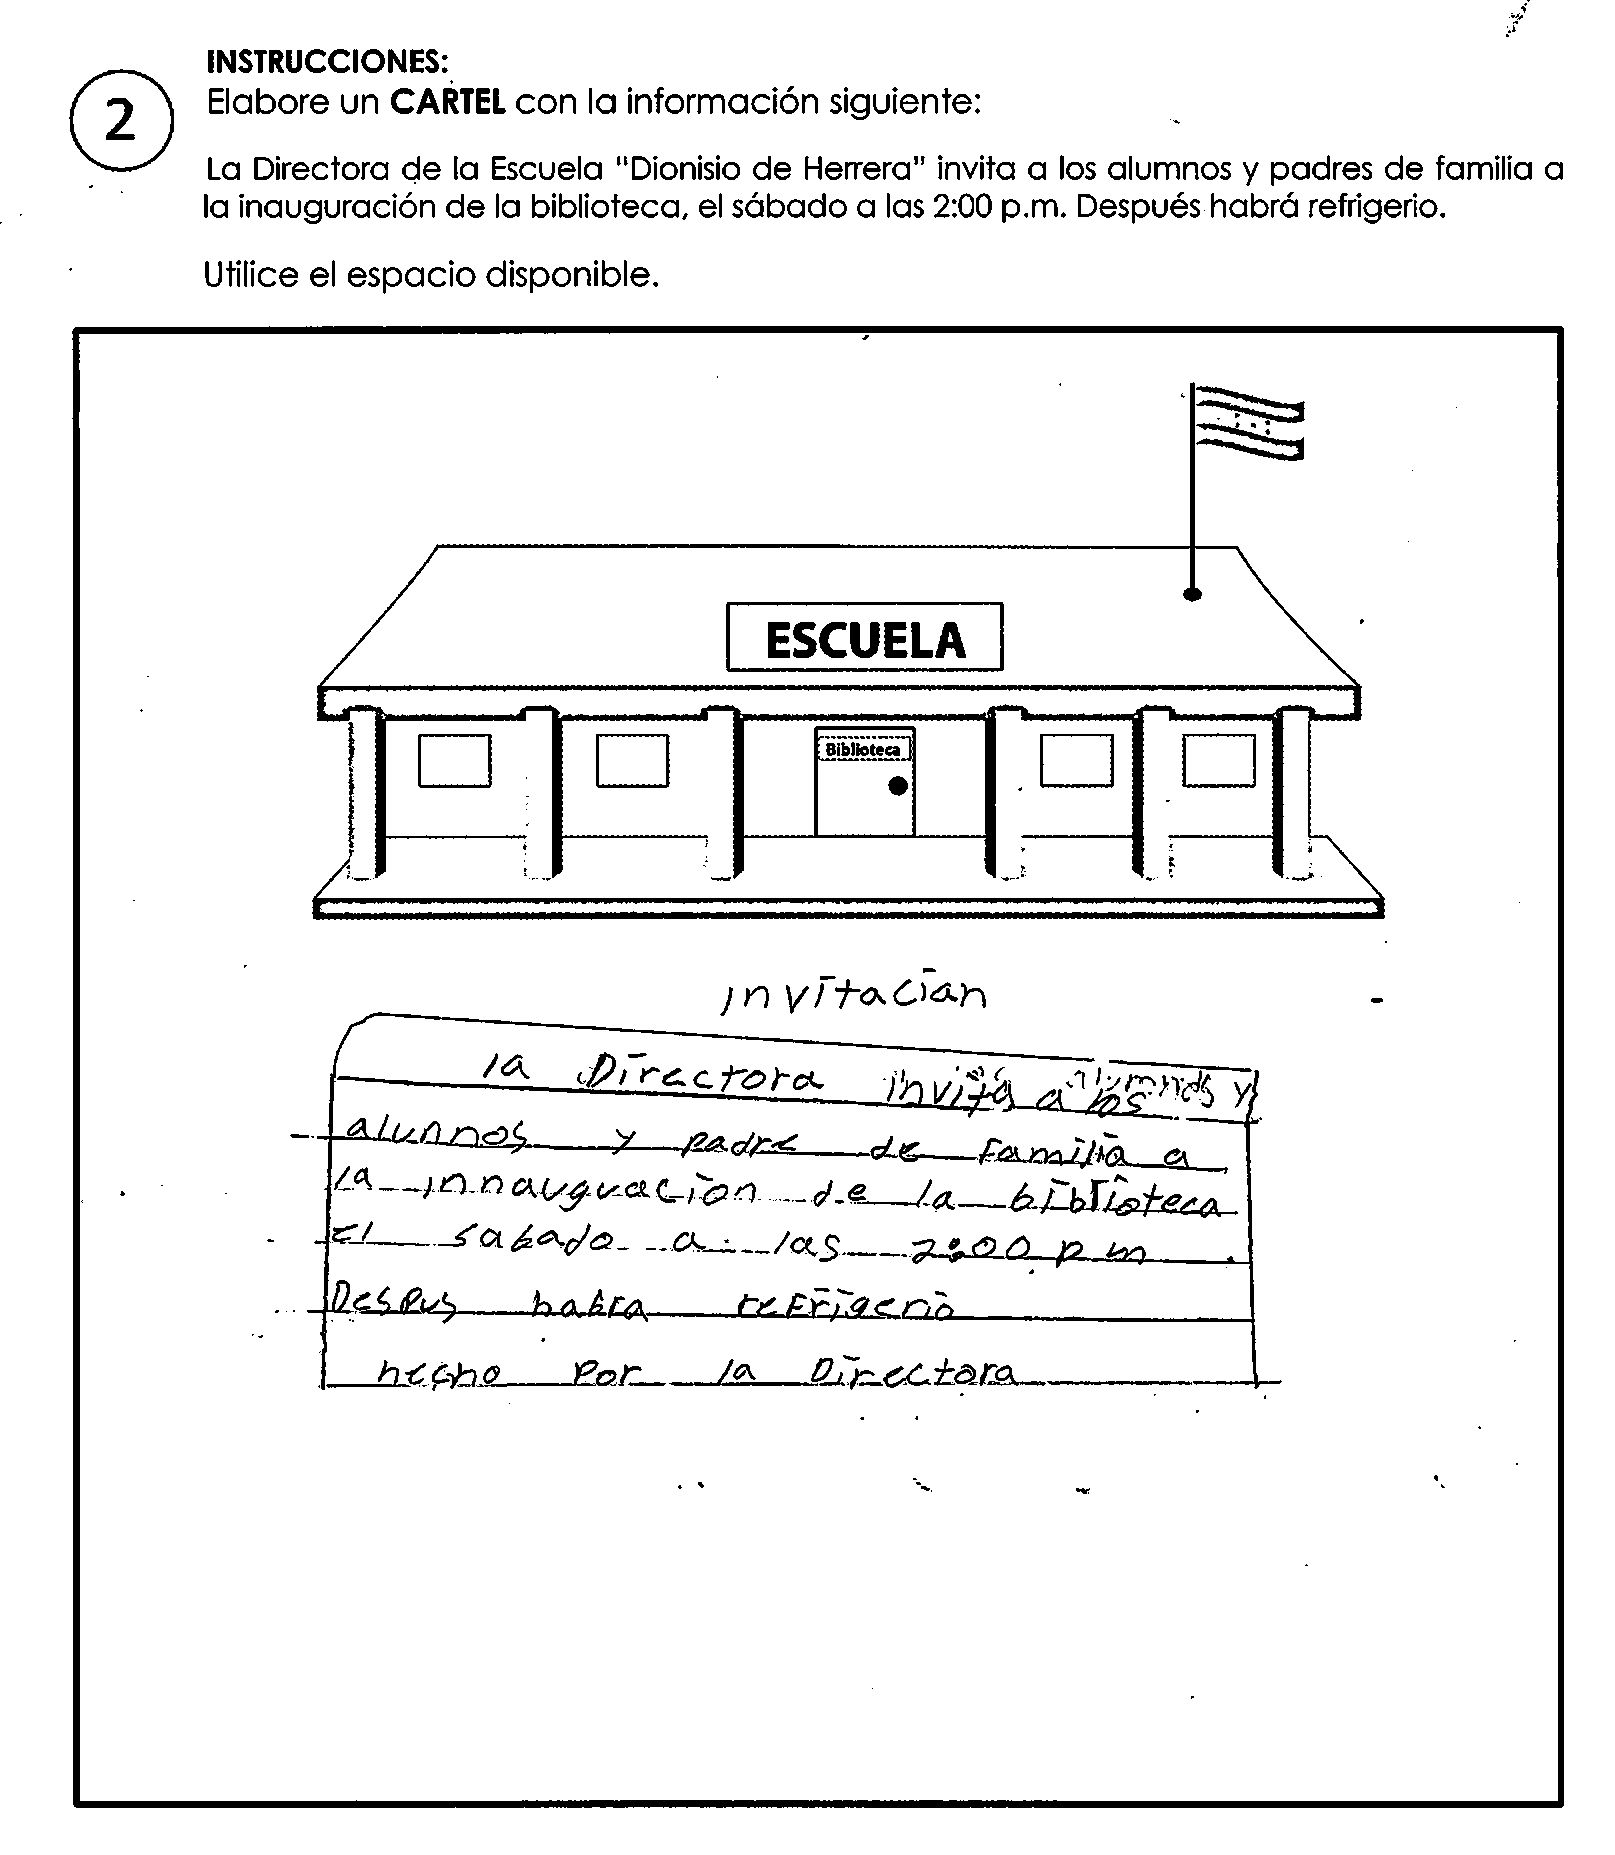 INSTRUCCIONES:
2
Elabore un CARTEL con la información siguiente:
La Directora de la Escuela "Dionisio de Herrera" invita a los alumnos y padres de familia a
la inauguración de la biblioteca, el sábado a las 2:00 p.m. Después habrá refrigerio.
Utilice el espacio disponible.
ESCUELA
Biblioteca
invitacian
la Directora invita a los alumnos y
alunnos y padre de familia a
la innauguacion de la biblioteca
El sabado a las 2:00 pm.
Despus habra refrigerio
hecho por la Directora